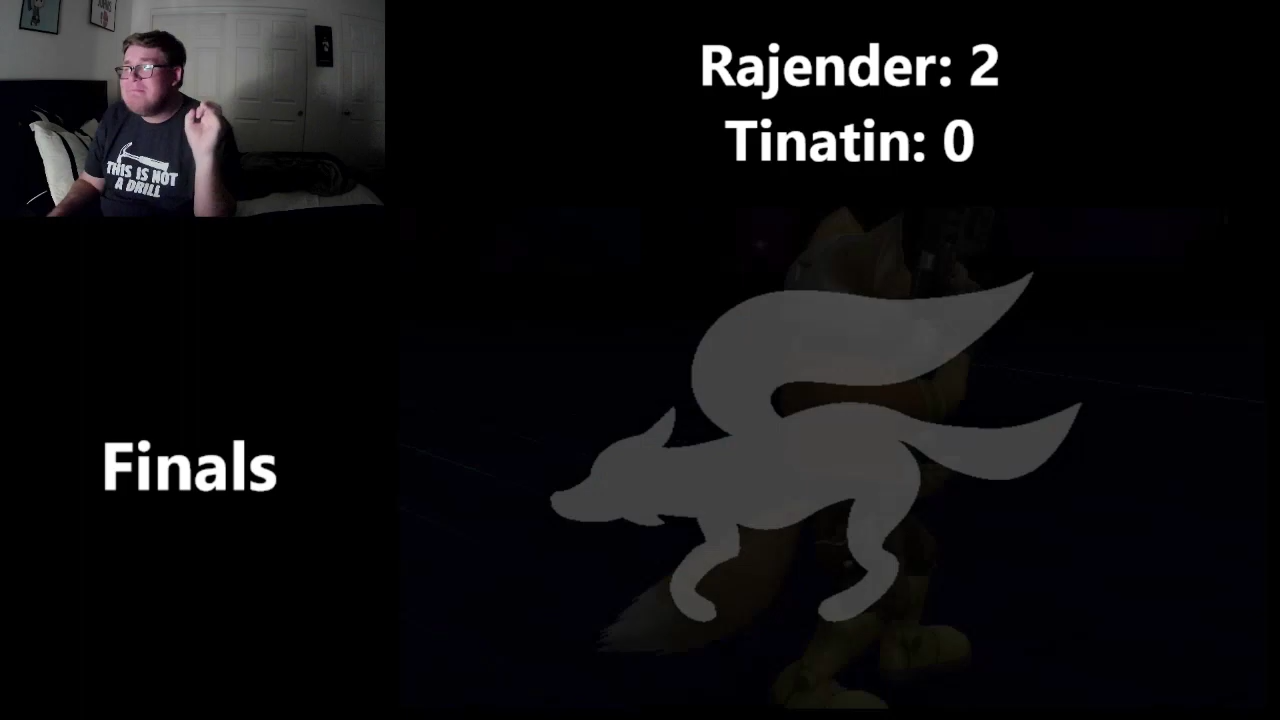 Rajender: 2
Tinatin: 0
THIS IS NOT
A DRILL
Finals